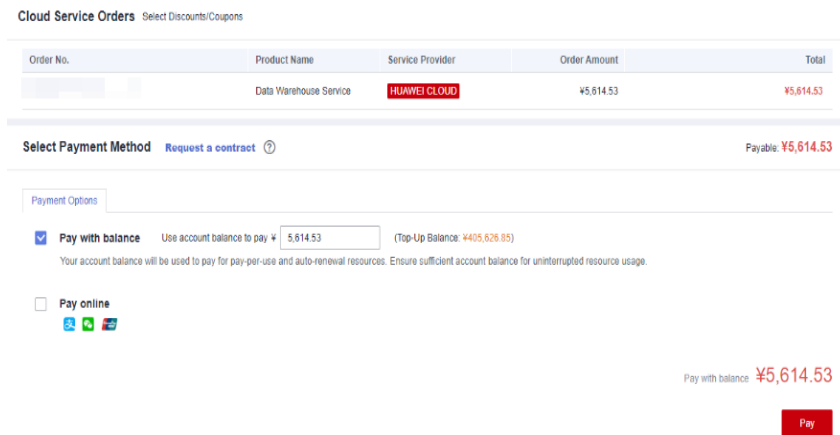 Cloud Service Orders Select Discounts/Coupons
Order No. Product Name Service Provider Order Amount Total
Data Warehouse Service HUAWEI CLOUD ¥5,614.53 ¥5,614.53
Select Payment Method Request a contract ? Payable: ¥5,614.53
Payment Options
Pay with balance Use account balance to pay ¥ 5,614.53 (Top-Up Balance: ¥405,626.85)
Your account balance will be used to pay for pay-per-use and auto-renewal resources. Ensure sufficient account balance for uninterrupted resource usage.
Pay online
Pay with balance ¥5,614.53
Pay